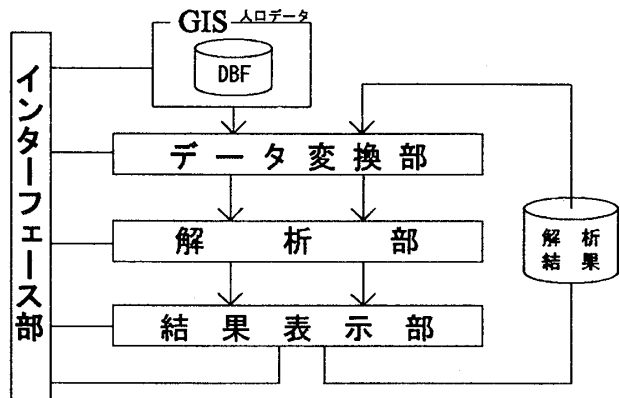 GIS 人口データ
DBF
インターフェース部
データ変換部
解析部
結果表示部
解析
結果